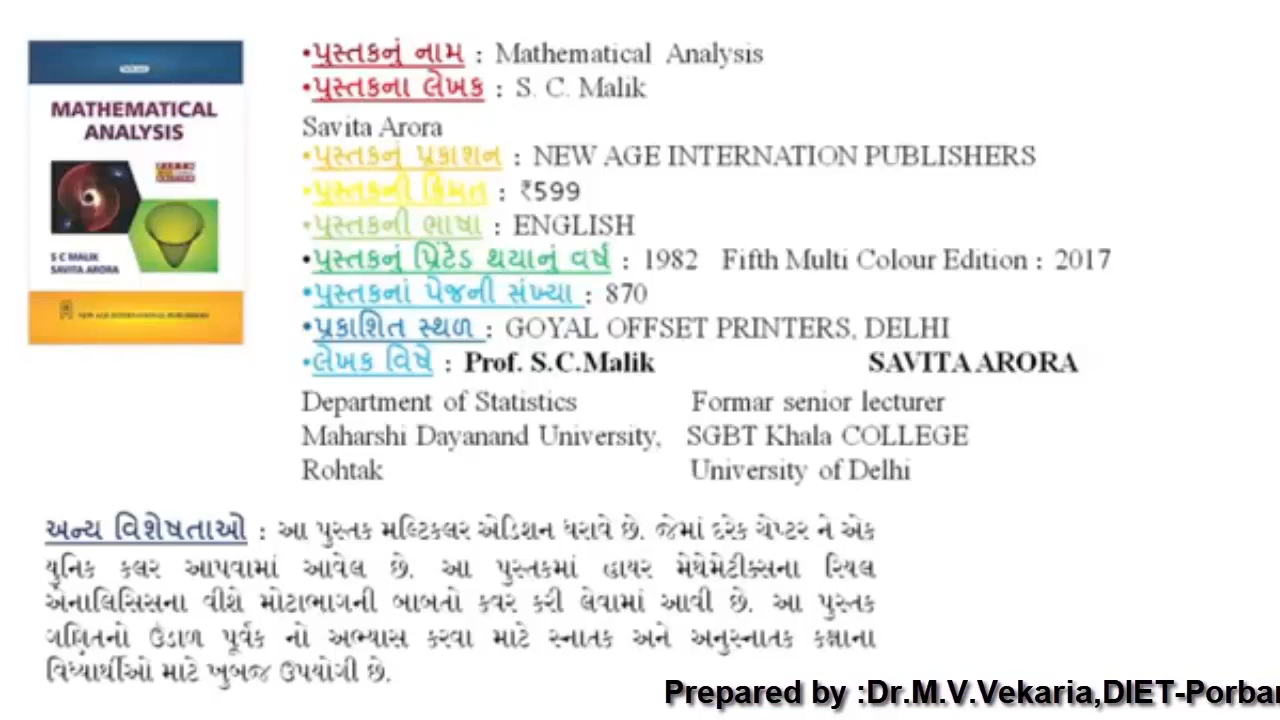 MATHEMATICAL
ANALYSIS
S C MALIK
SAVITA ARORA
NEW AGE INTERNATIONAL PUBLISHERS
•પુસ્તકનું નામ : Mathematical Analysis
•પુસ્તકના લેખક : S. C. Malik
Savita Arora
•પુસ્તકનું પ્રકાશન : NEW AGE INTERNATION PUBLISHERS
•પુસ્તકની કિંમત : ₹599
•પુસ્તકની ભાષા : ENGLISH
•પુસ્તકનું પ્રિંટેડ થયાનું વર્ષ : 1982 Fifth Multi Colour Edition : 2017
•પુસ્તકનાં પેજની સંખ્યા : 870
•પ્રકાશિત સ્થળ : GOYAL OFFSET PRINTERS, DELHI
•લેખક વિષે : Prof. S.C.Malik SAVITA ARORA
Department of Statistics Formar senior lecturer
Maharshi Dayanand University, SGBT Khala COLLEGE
Rohtak University of Delhi
અન્ય વિશેષતાઓ : આ પુસ્તક મલ્ટિકલર એડિશન ધરાવે છે. જેમાં દરેક ચેપ્ટર ને એક
યુનિક કલર આપવામાં આવેલ છે. આ પુસ્તકમાં હાયર મેથેમેટીક્સના રિયલ
એનાલિસિસના વીશે મોટાભાગની બાબતો કવર કરી લેવામાં આવી છે. આ પુસ્તક
ગણિતનો ઉંડાળ પૂર્વક નો અભ્યાસ કરવા માટે સ્નાતક અને અનુસ્નાતક કક્ષાના
વિધ્યાર્થીઓ માટે ખુબજ ઉપયોગી છે.
Prepared by :Dr.M.V.Vekaria,DIET-Porbar